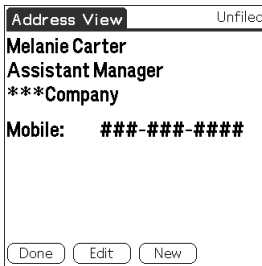 Address View Unfiled
Melanie Carter
Assistant Manager
***Company
Mobile: ###-###-####
Done Edit New